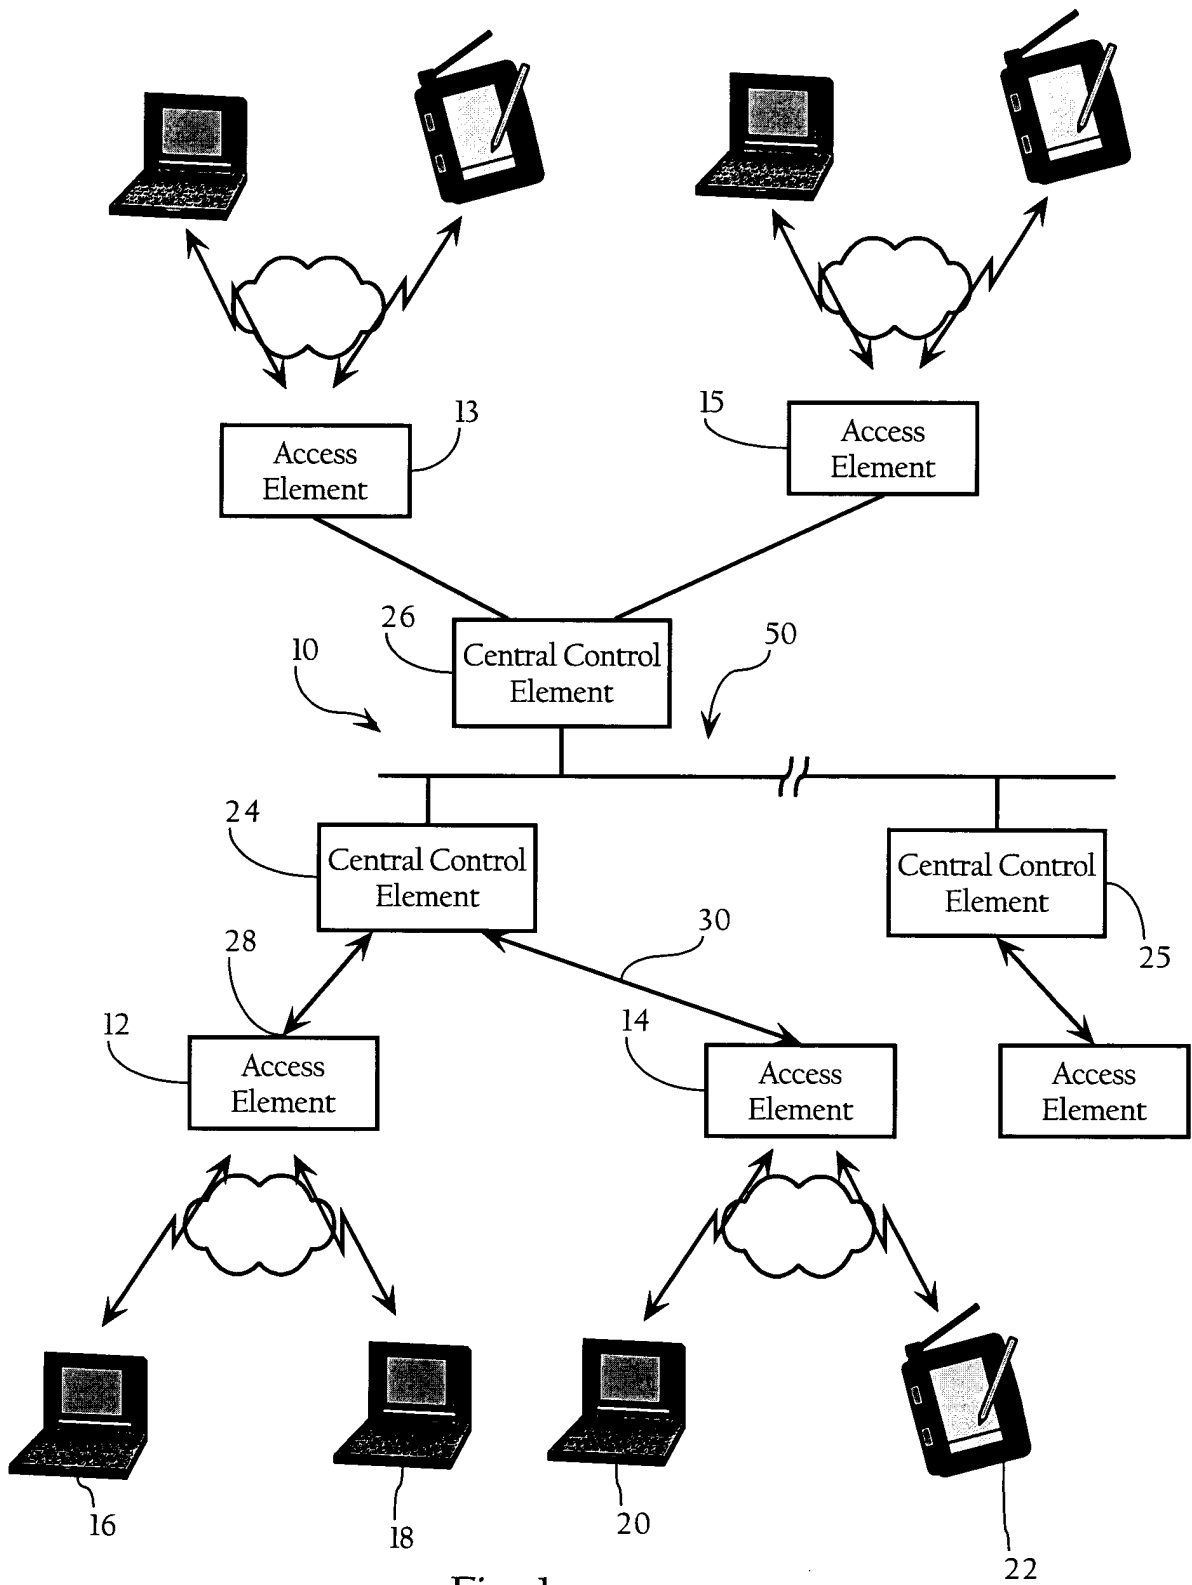 13
15
Access
Element
Access
Element
26
10
50
Central Control
Element
24
Central Control
Element
Central Control
Element
30
28
25
12
14
Access
Element
Access
Element
Access
Element
16
18
20
22